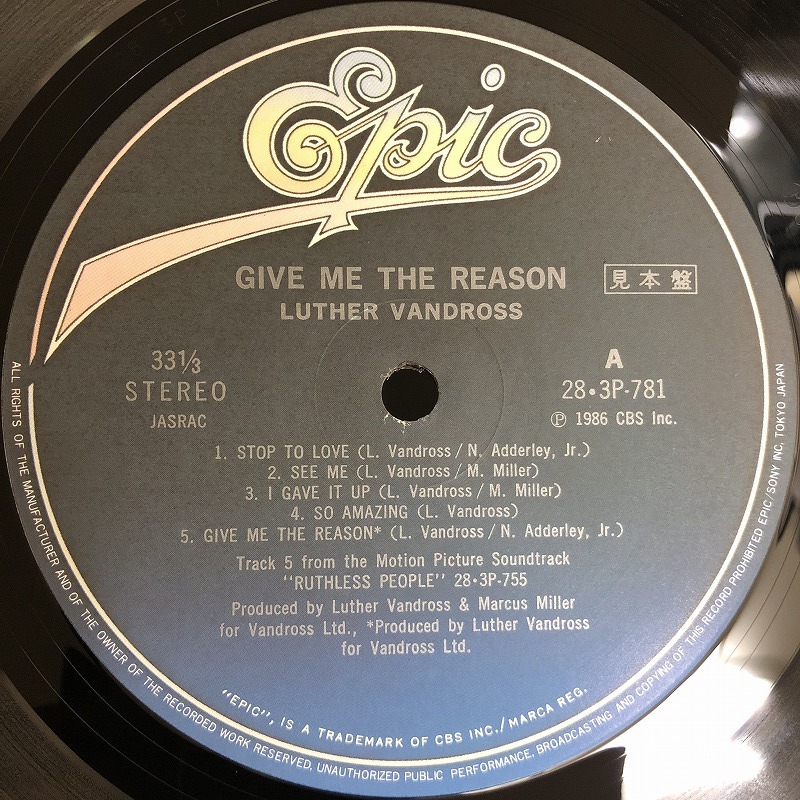 Epic
GIVE ME THE REASON 見本盤
LUTHER VANDROSS
33⅓
STEREO
JASRAC
A
28・3P-781
℗ 1986 CBS Inc.
1. STOP TO LOVE (L. Vandross / N. Adderley, Jr.)
2. SEE ME (L. Vandross / M. Miller)
3. I GAVE IT UP (L. Vandross / M. Miller)
4. SO AMAZING (L. Vandross)
5. GIVE ME THE REASON* (L. Vandross / N. Adderley, Jr.)
Track 5 from the Motion Picture Soundtrack
"RUTHLESS PEOPLE" 28・3P-755
Produced by Luther Vandross & Marcus Miller
for Vandross Ltd., *Produced by Luther Vandross
for Vandross Ltd.
"EPIC", IS A TRADEMARK OF CBS INC./MARCA REG.
ALL RIGHTS OF THE MANUFACTURER AND OF THE OWNER OF THE RECORDED WORK RESERVED. UNAUTHORIZED PUBLIC PERFORMANCE, BROADCASTING AND COPYING OF THIS RECORD PROHIBITED EPIC/SONY INC, TOKYO JAPAN